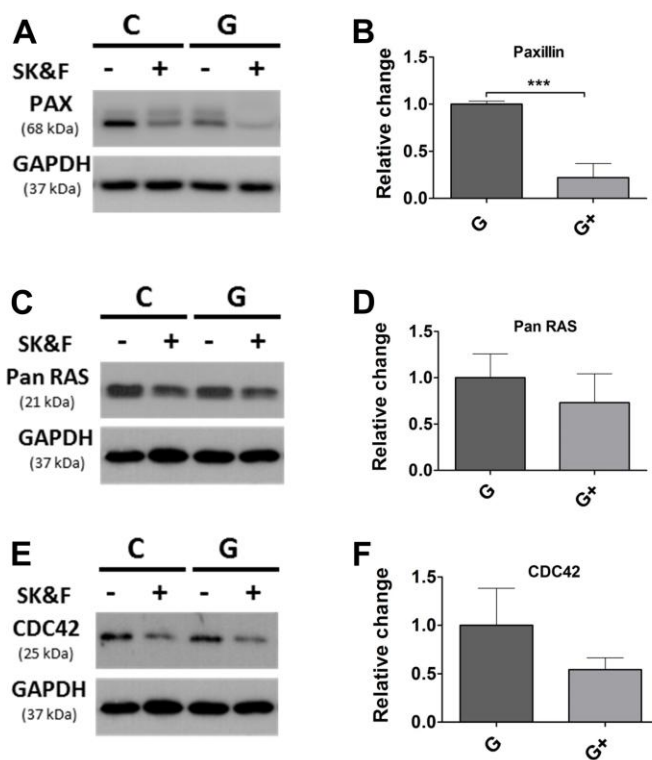 A
C G
SK&F - + - +
PAX
(68 kDa)
GAPDH
(37 kDa)
B
Paxillin
Relative change
1.5
1.0
0.5
0.0
***
G G+
C
C G
SK&F - + - +
Pan RAS
(21 kDa)
GAPDH
(37 kDa)
D
Pan RAS
Relative change
1.5
1.0
0.5
0.0
G G+
E
C G
SK&F - + - +
CDC42
(25 kDa)
GAPDH
(37 kDa)
F
CDC42
Relative change
1.5
1.0
0.5
0.0
G G+